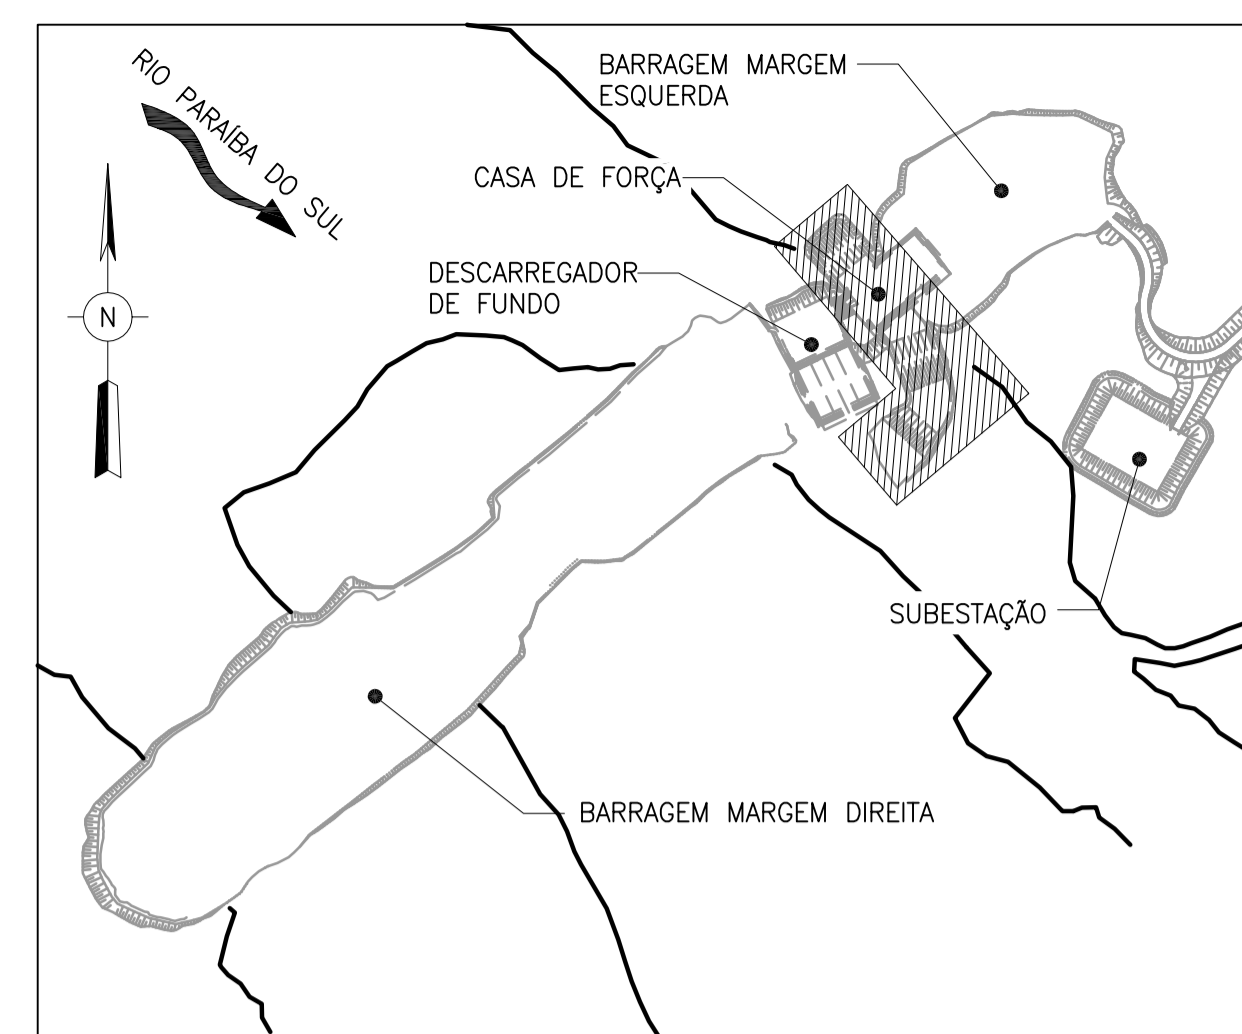 RIO PARAÍBA DO SUL
BARRAGEM MARGEM
ESQUERDA
CASA DE FORÇA
DESCARREGADOR
DE FUNDO
N
SUBESTAÇÃO
BARRAGEM MARGEM DIREITA